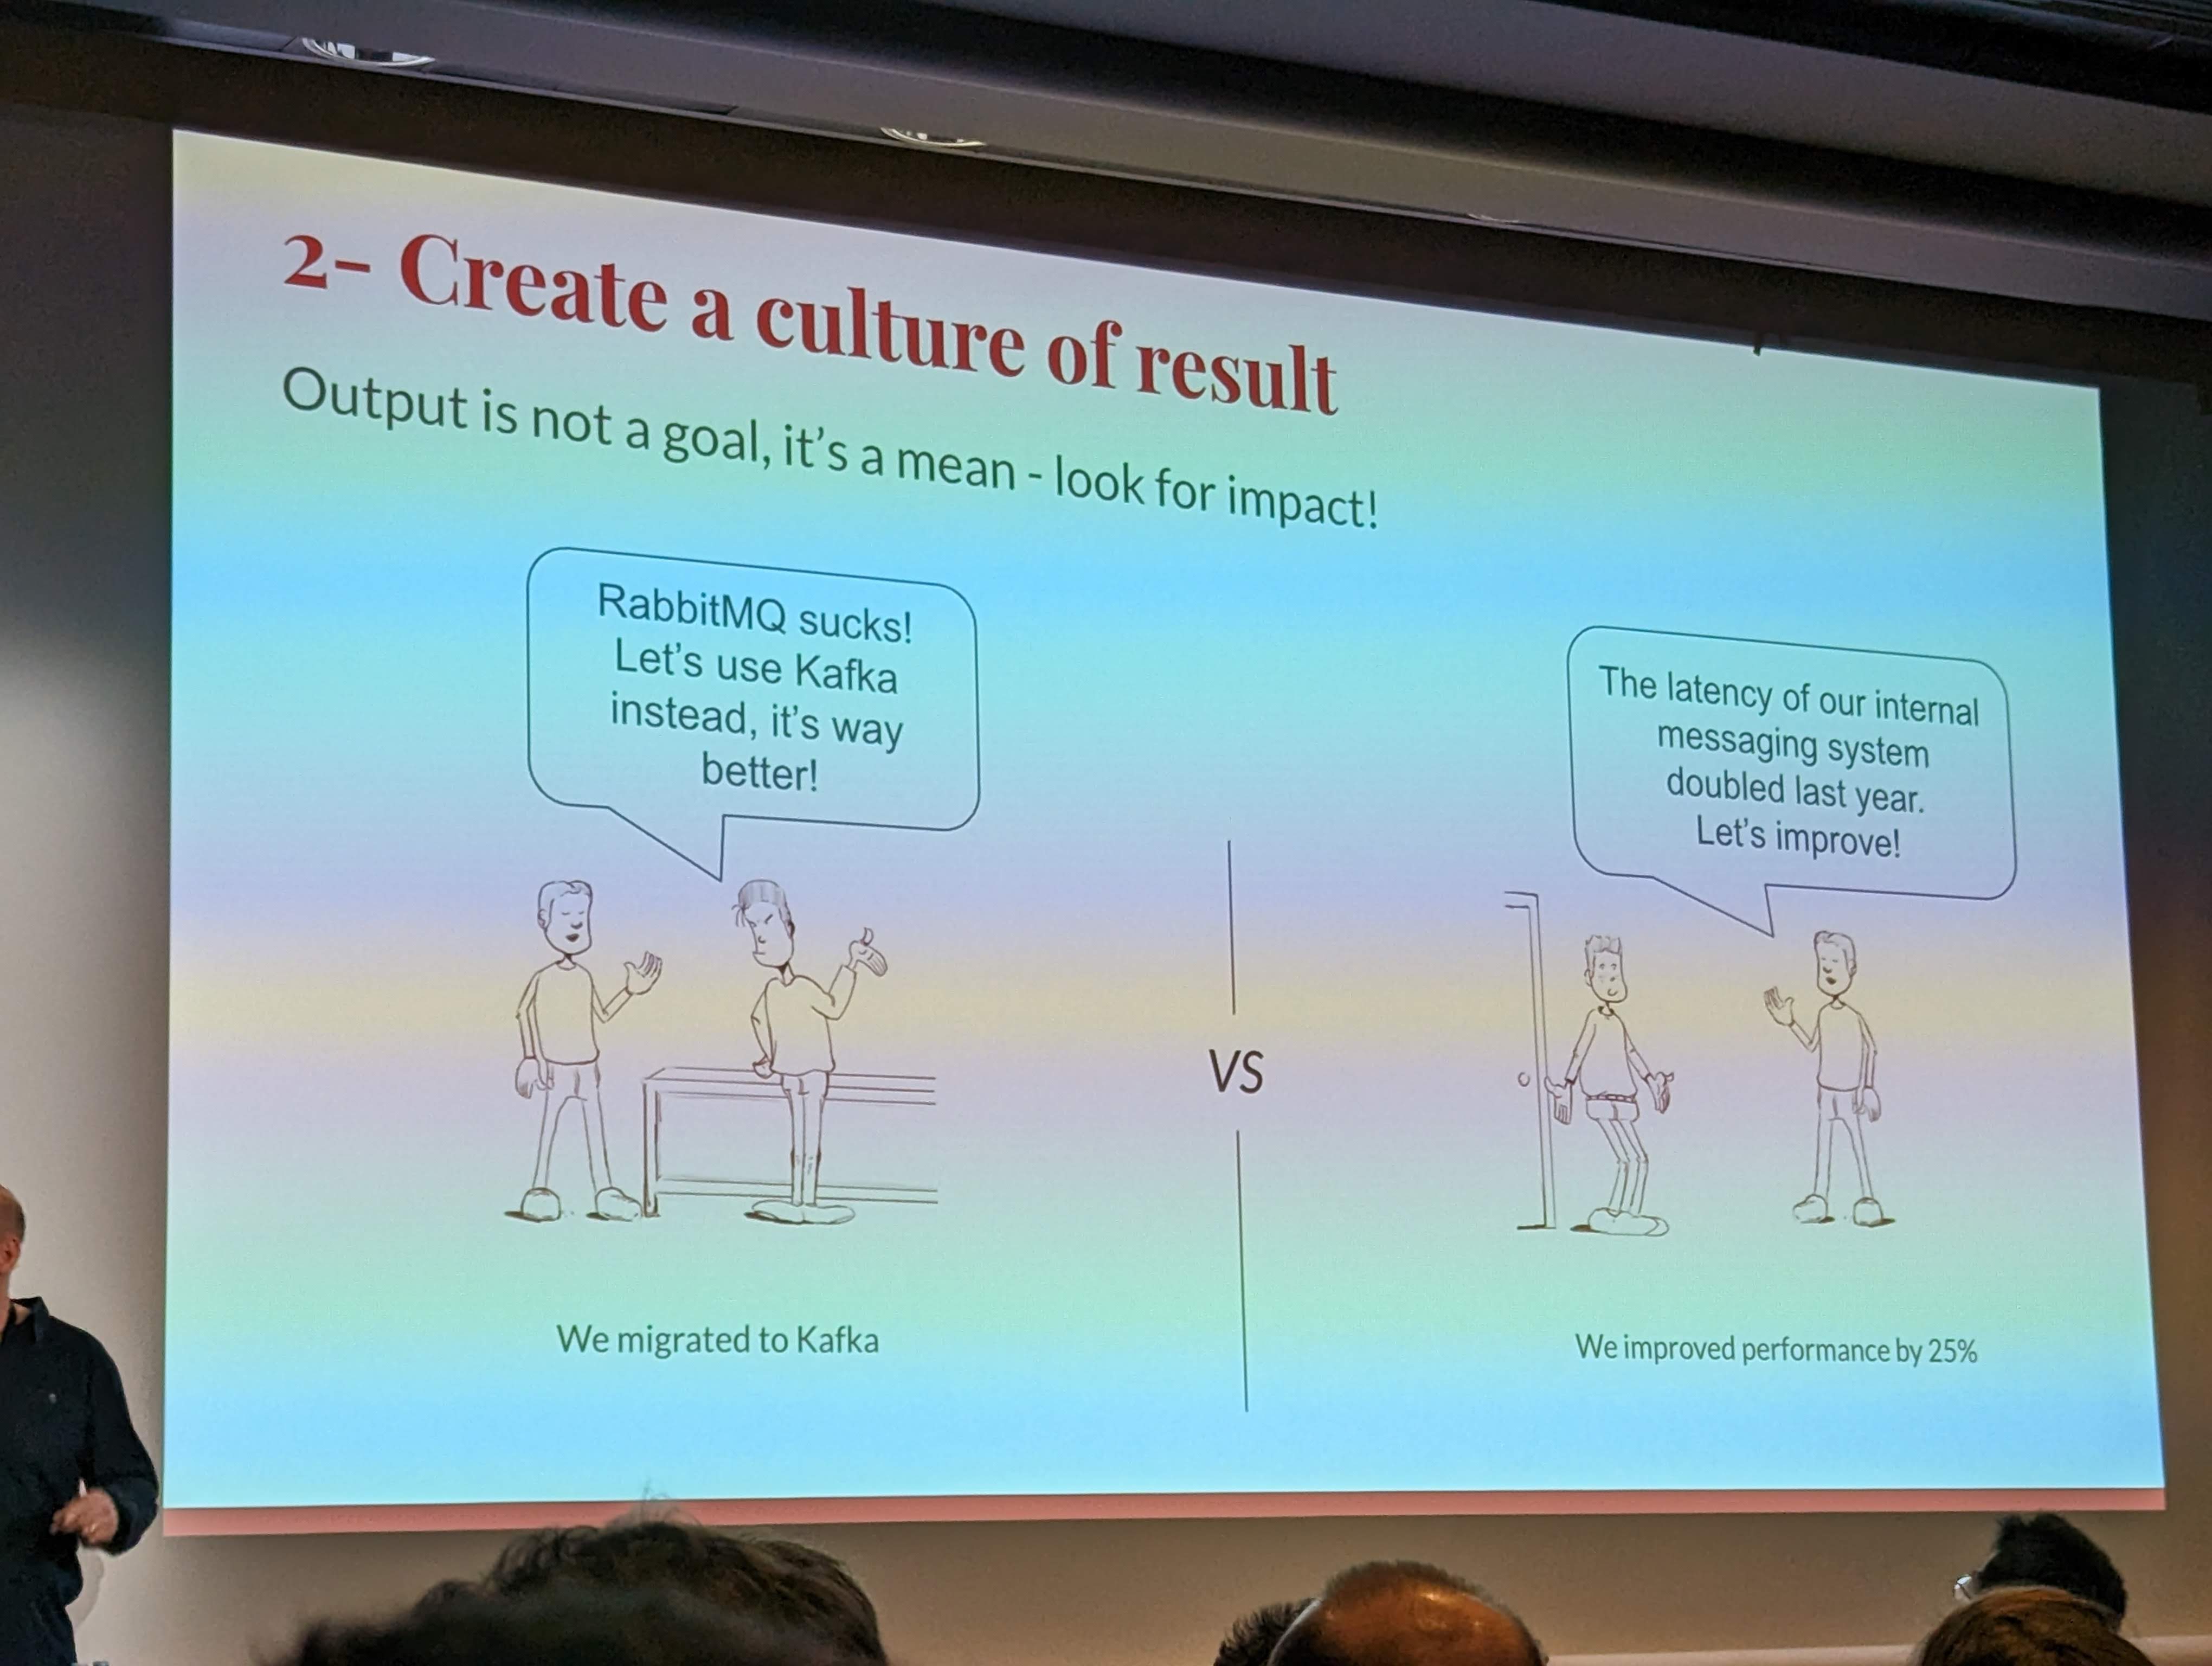 2- Create a culture of result
Output is not a goal, it's a mean - look for impact!
RabbitMQ sucks!
Let's use Kafka
instead, it's way
better!
The latency of our internal
messaging system
doubled last year.
Let's improve!
VS
We migrated to Kafka
We improved performance by 25%